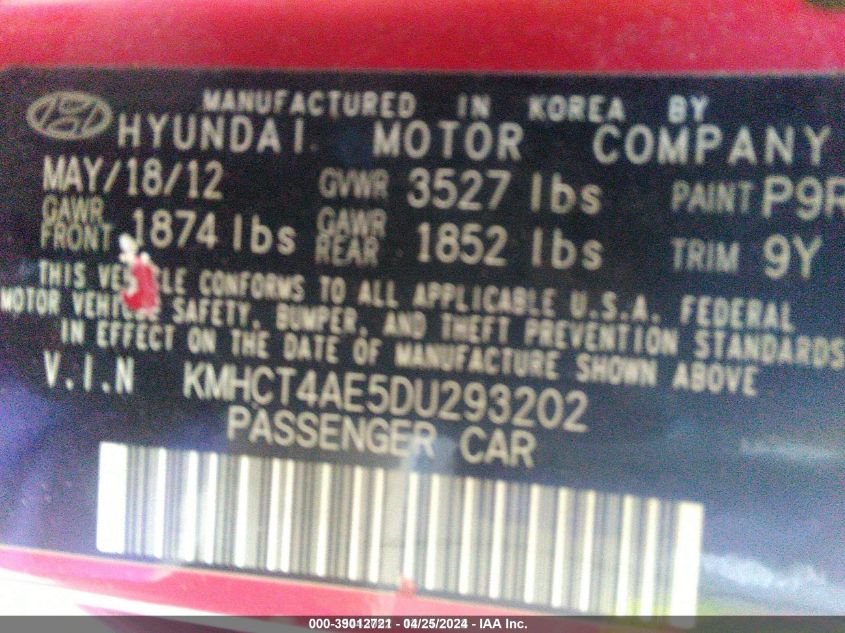 MANUFACTURED IN KOREA BY
HYUNDAI MOTOR COMPANY
MAY/18/12 GVWR 3527 lbs PAINT P9R
GAWR FRONT 1874 lbs GAWR REAR 1852 lbs TRIM 9Y
THIS VEHICLE CONFORMS TO ALL APPLICABLE U.S.A. FEDERAL
MOTOR VEHICLE SAFETY, BUMPER, AND THEFT PREVENTION STANDARDS
IN EFFECT ON THE DATE OF MANUFACTURE SHOWN ABOVE
V.I.N KMHCT4AE5DU293202
PASSENGER CAR
000-39012721 - 04/25/2024 - IAA Inc.